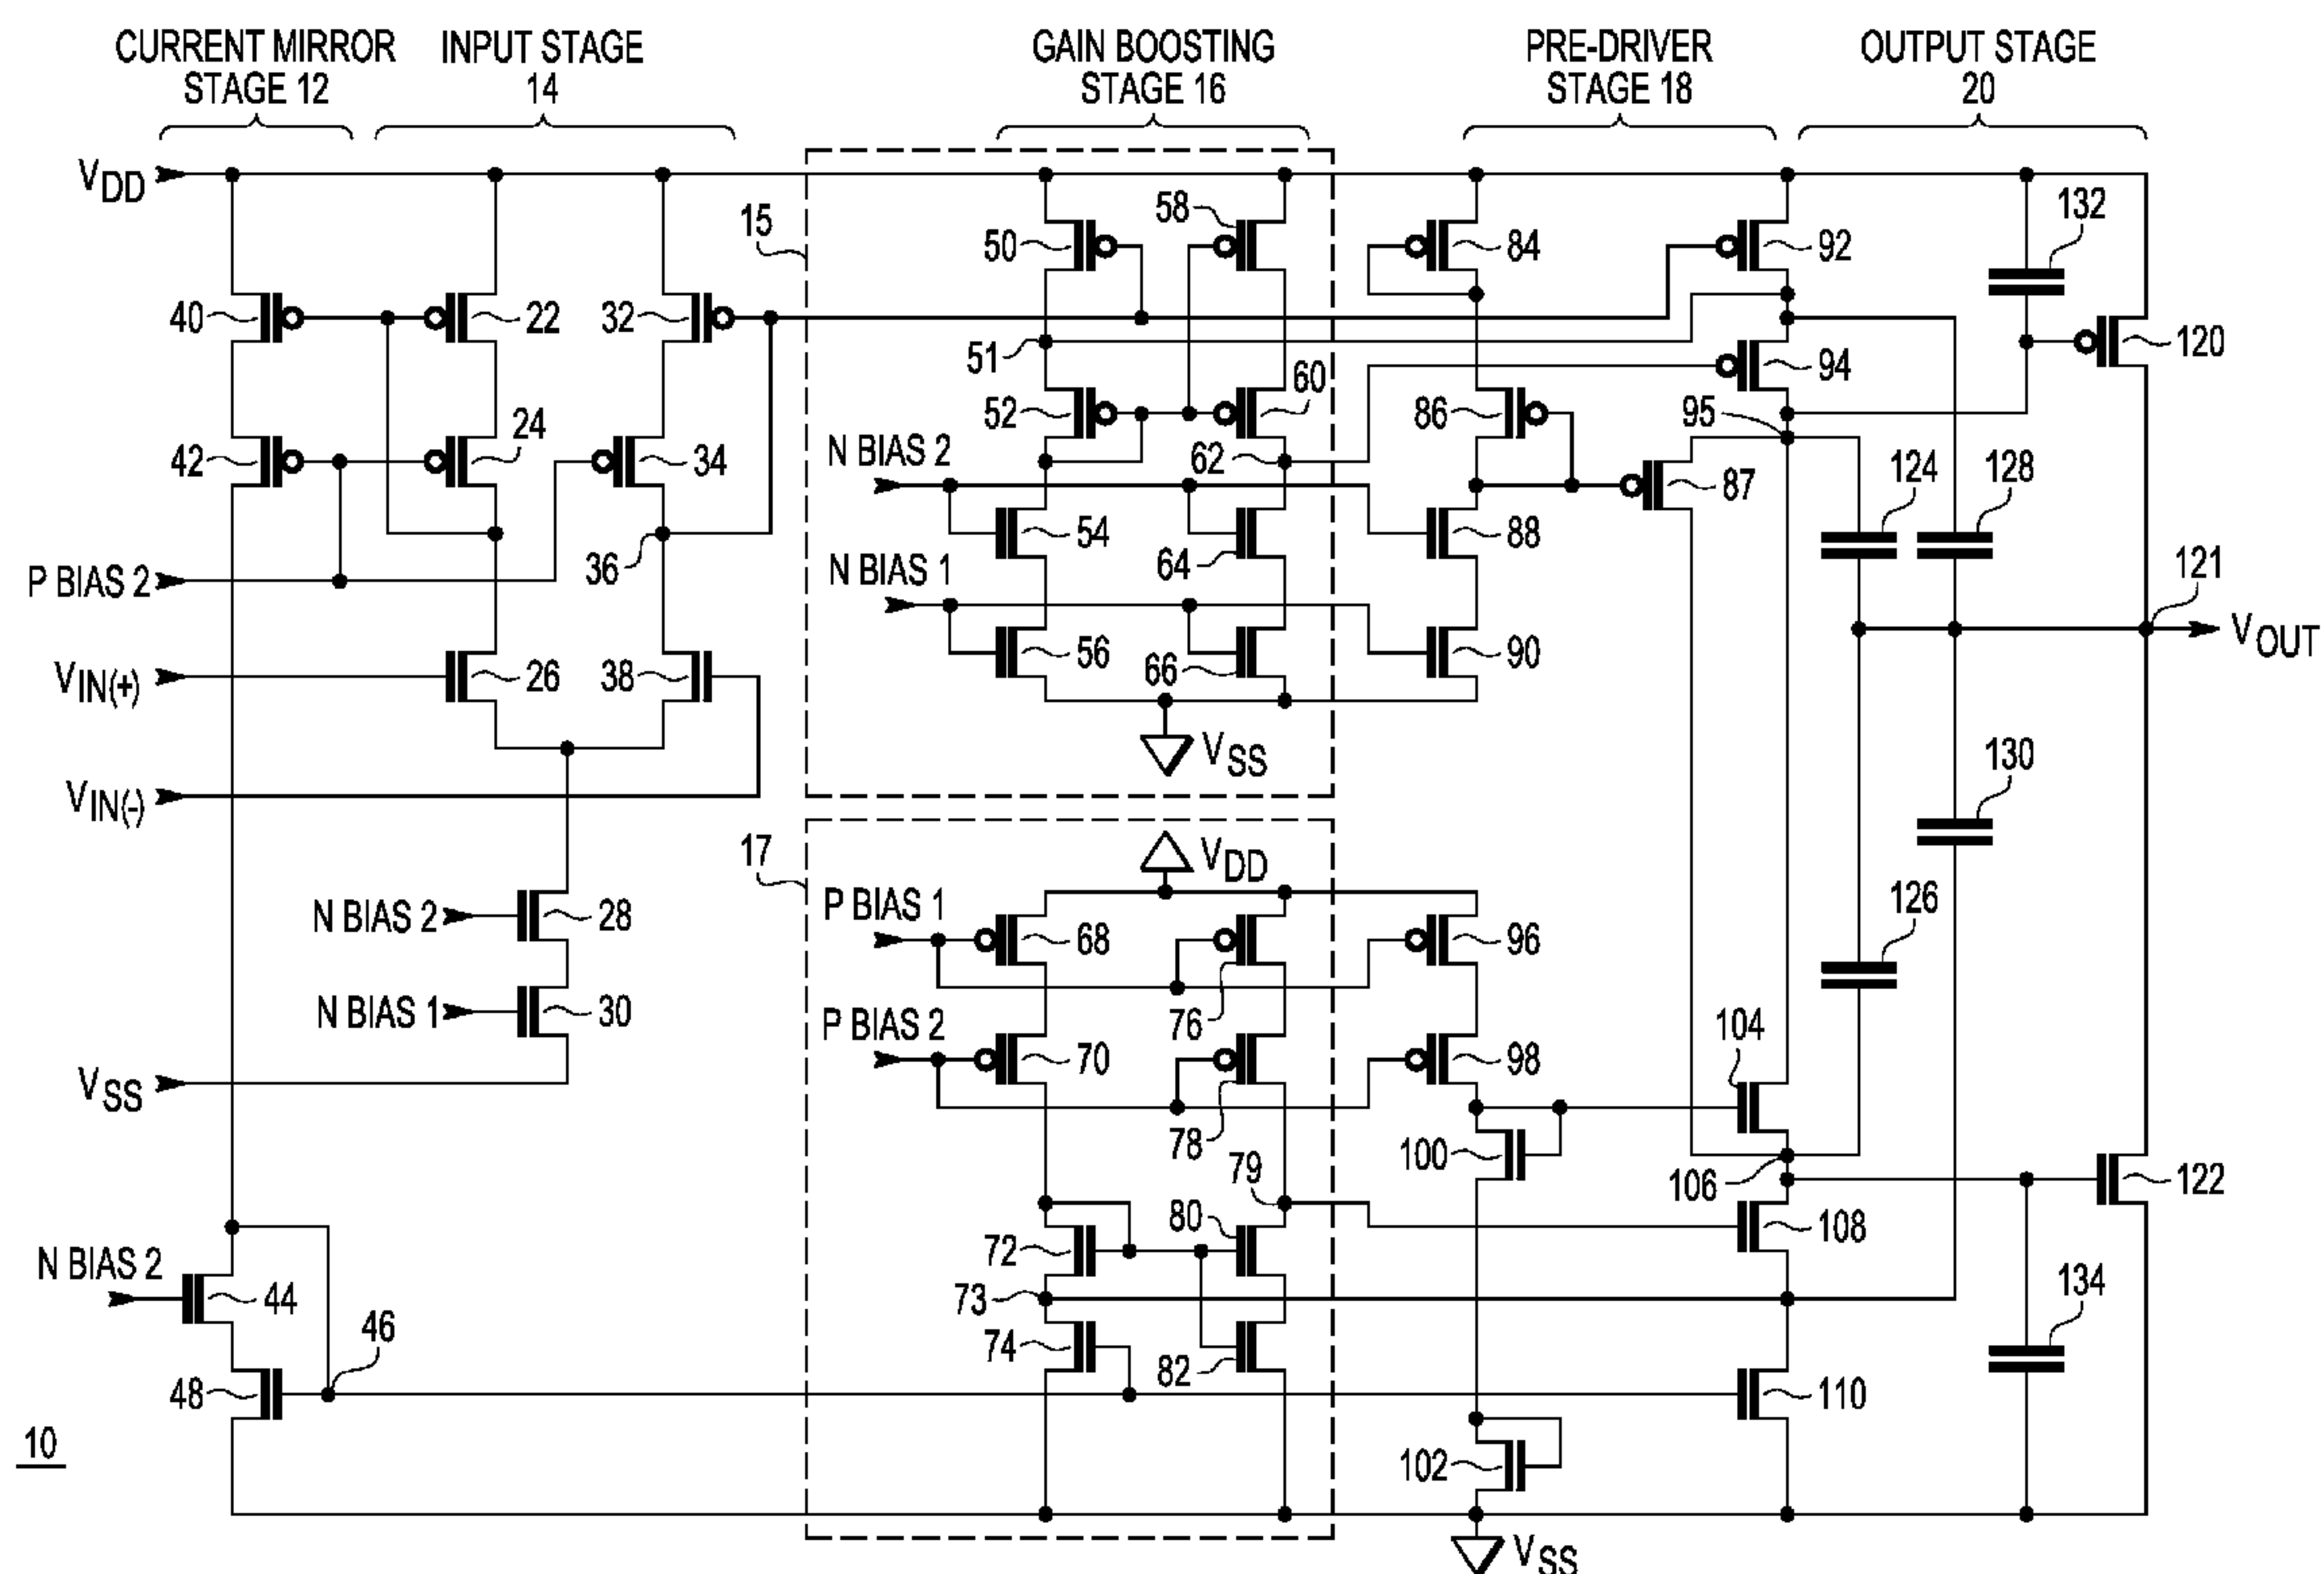 CURRENT MIRROR
STAGE 12
INPUT STAGE
14
GAIN BOOSTING
STAGE 16
PRE-DRIVER
STAGE 18
OUTPUT STAGE
20
VDD
15
58
50
84
92
132
40
22
32
51
120
94
60
52
86
95
24
42
34
N BIAS 2
62
87
124
128
54
88
36
N BIAS 1
64
121
P BIAS 2
VOUT
56
66
90
VIN(+)
26
38
VSS
130
VIN(-)
17
VDD
P BIAS 1
126
N BIAS 2
28
68
96
N BIAS 1
30
P BIAS 2
76
104
70
98
VSS
78
100
79
106
122
80
108
72
N BIAS 2
44
73
134
46
74
82
48
110
10
102
VSS